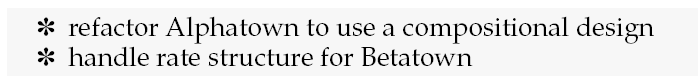 ✻ refactor Alphatown to use a compositional design
✻ handle rate structure for Betatown